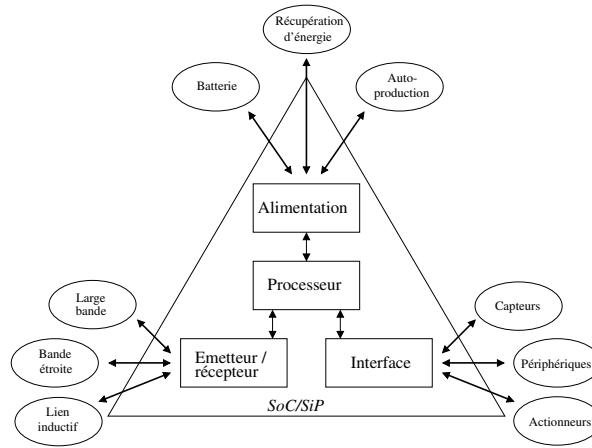 Récupération
d'énergie
Batterie
Auto-
production
Alimentation
Processeur
Large
bande
Capteurs
Bande
étroite
Emetteur /
récepteur
Interface
Périphériques
Lien
inductif
SoC/SiP
Actionneurs